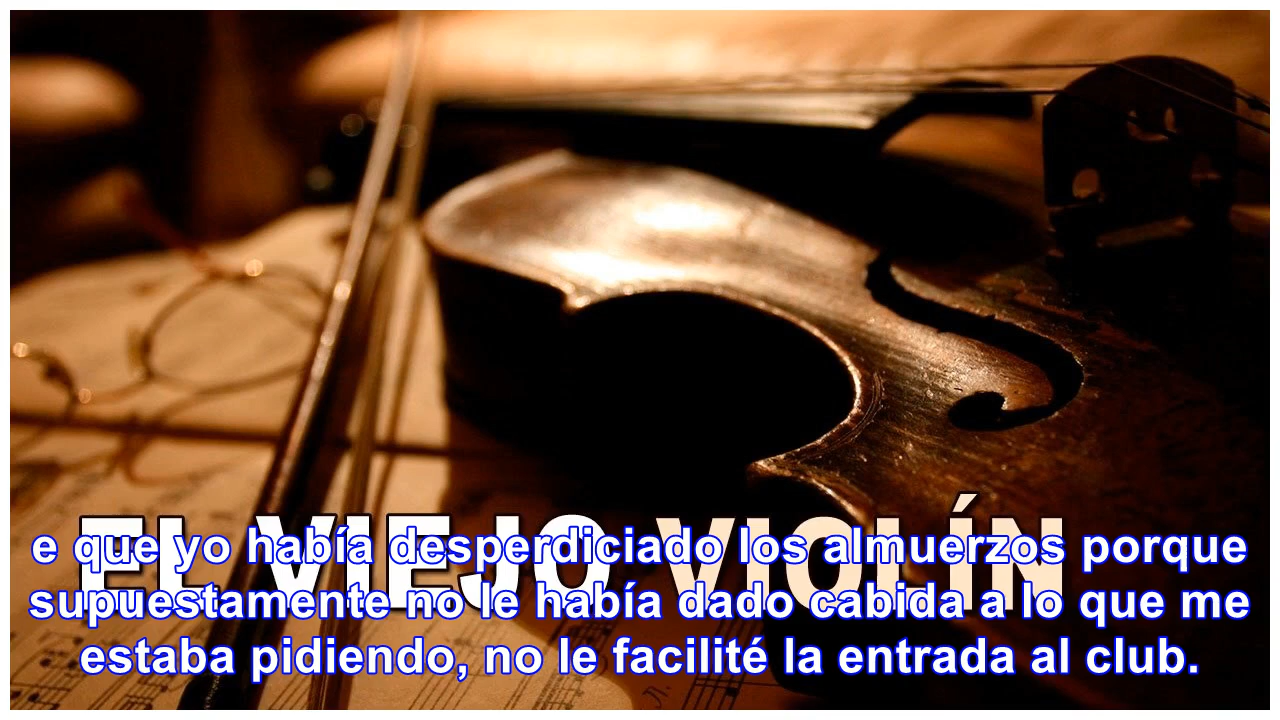 EL VIEJO VIOLÍN
e que yo había desperdiciado los almuerzos porque
supuestamente no le había dado cabida a lo que me
estaba pidiendo, no le facilité la entrada al club.